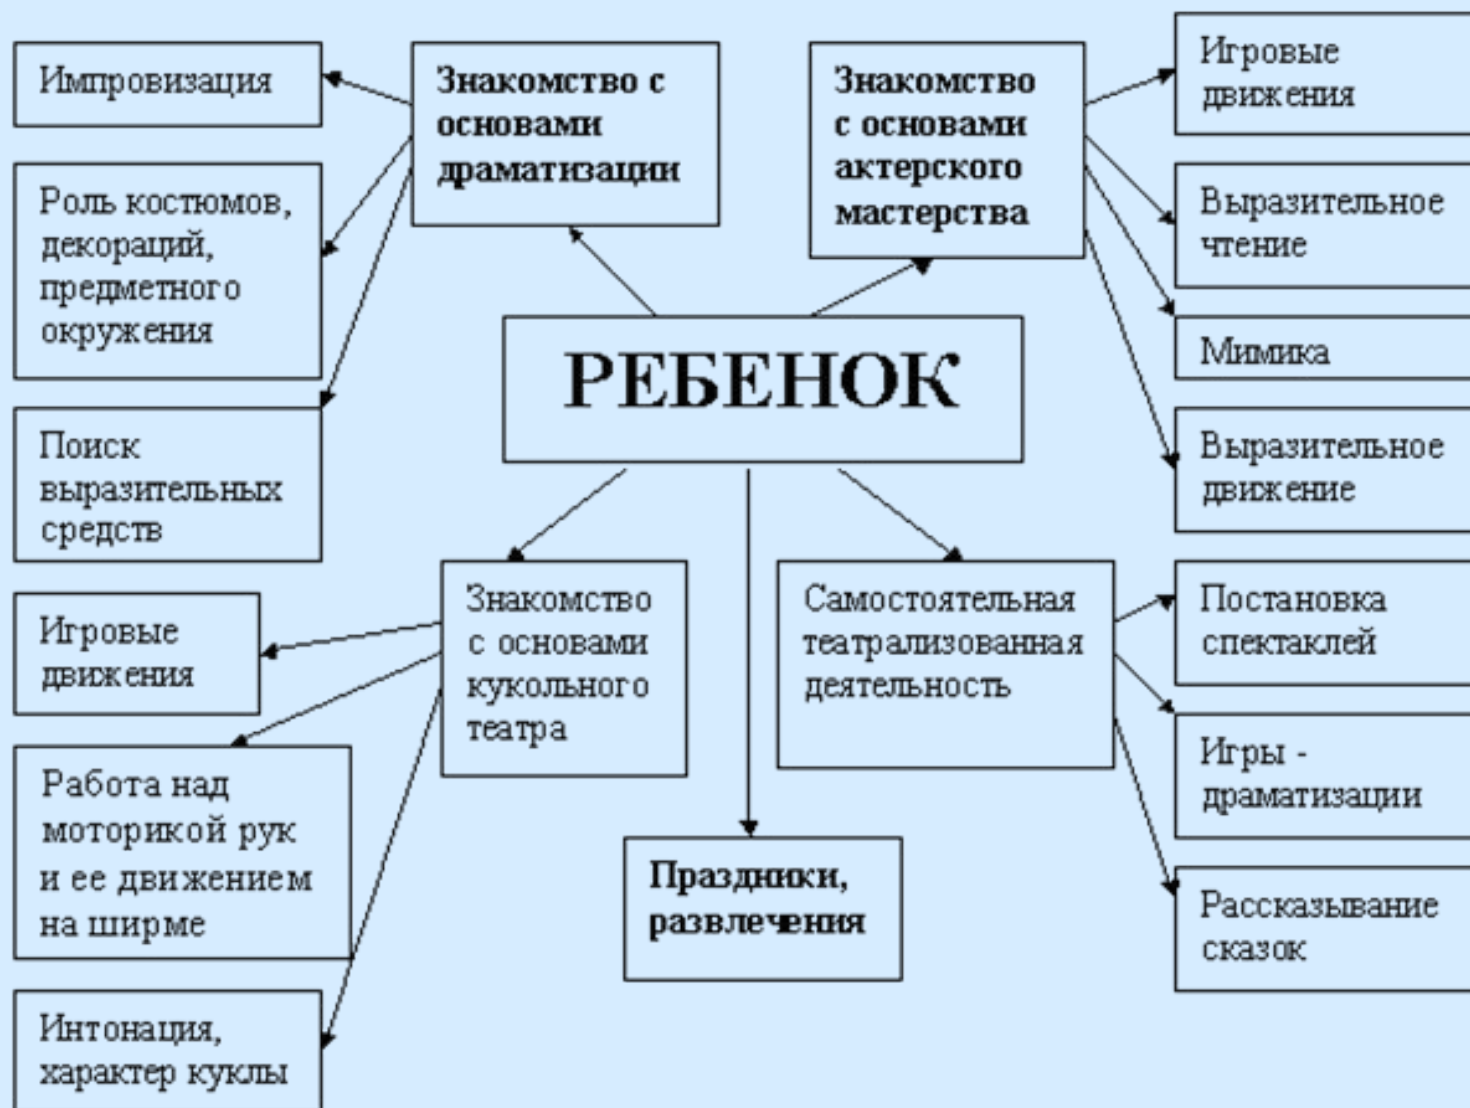 Импровизация
Знакомство с
основами
драматизации
Знакомство
с основами
актерского
мастерства
Игровые
движения
Роль костюмов,
декораций,
предметного
окружения
Выразительное
чтение
РЕБЕНОК
Мимика
Поиск
выразительных
средств
Выразительное
движение
Игровые
движения
Знакомство
с основами
кукольного
театра
Самостоятельная
театрализованная
деятельность
Постановка
спектаклей
Работа над
моторикой рук
и ее движением
на ширме
Игры -
драматизации
Праздники,
развлечения
Рассказывание
сказок
Интонация,
характер куклы